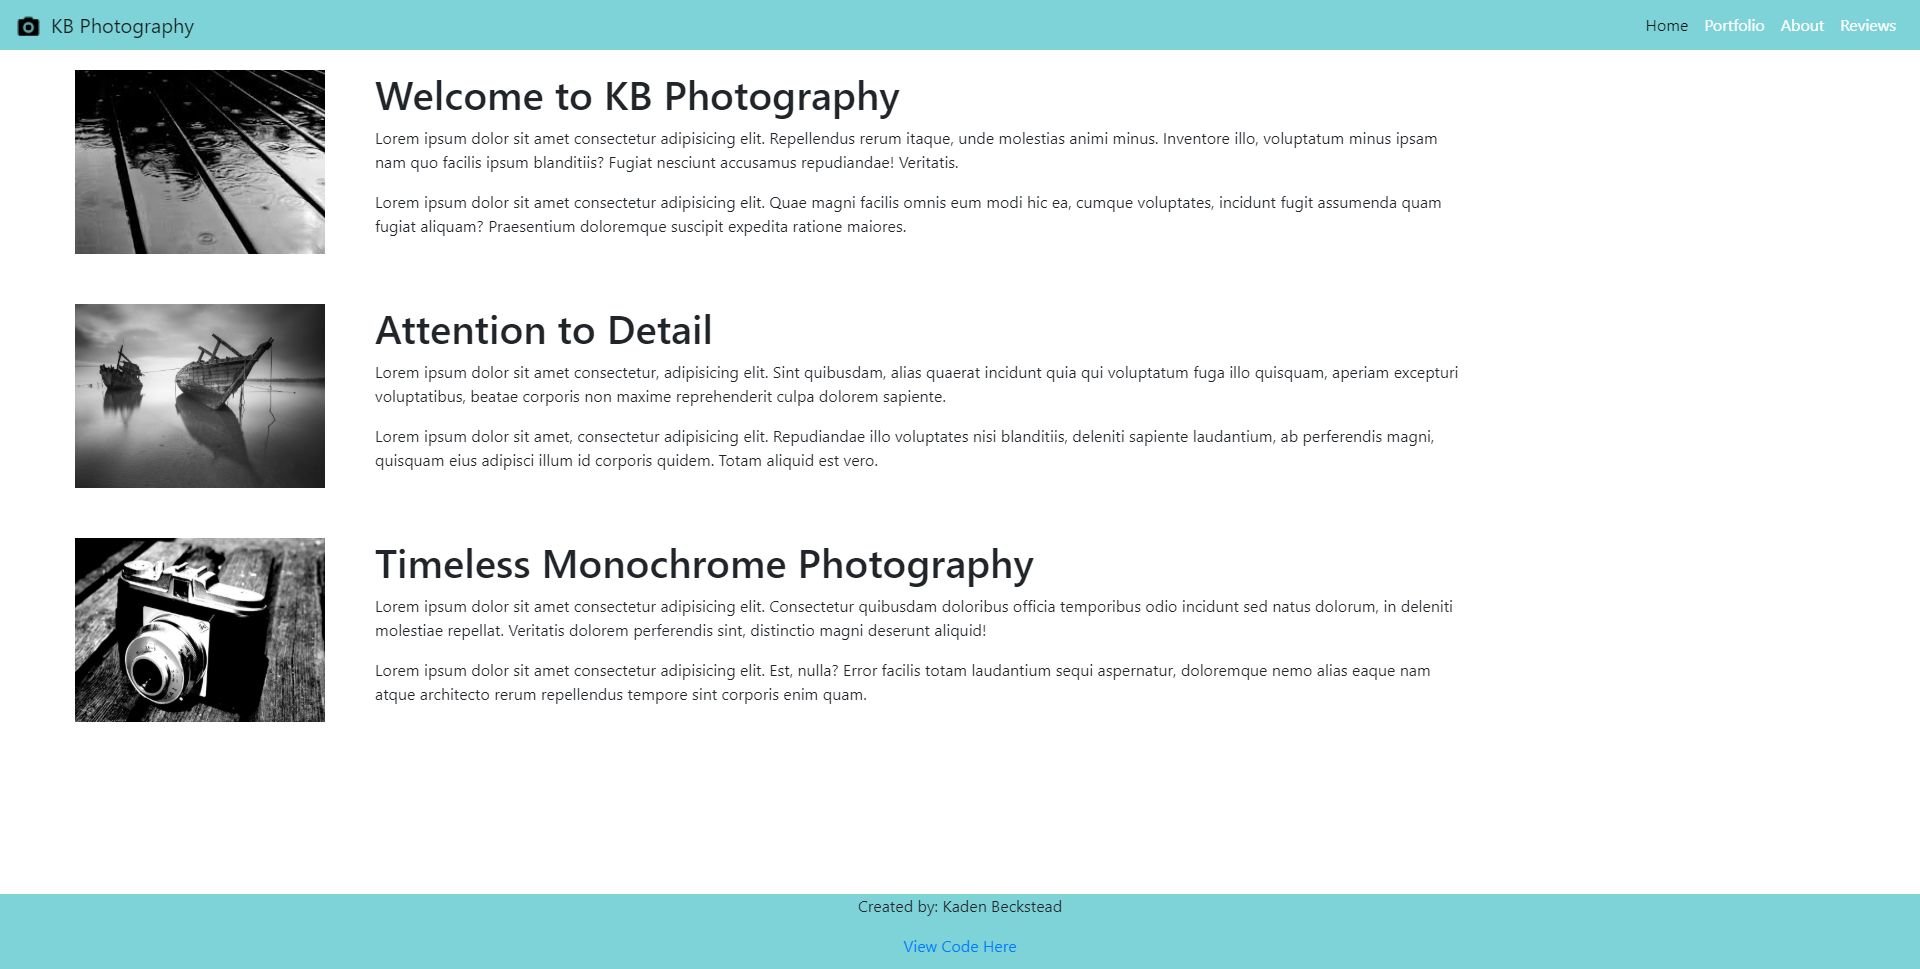 KB Photography
Home Portfolio About Reviews
Welcome to KB Photography
Lorem ipsum dolor sit amet consectetur adipisicing elit. Repellendus rerum itaque, unde molestias animi minus. Inventore illo, voluptatum minus ipsam
nam quo facilis ipsum blanditiis? Fugiat nesciunt accusamus repudiandae! Veritatis.
Lorem ipsum dolor sit amet consectetur adipisicing elit. Quae magni facilis omnis eum modi hic ea, cumque voluptates, incidunt fugit assumenda quam
fugiat aliquam? Praesentium doloremque suscipit expedita ratione maiores.
Attention to Detail
Lorem ipsum dolor sit amet consectetur, adipisicing elit. Sint quibusdam, alias quaerat incidunt quia qui voluptatum fuga illo quisquam, aperiam excepturi
voluptatibus, beatae corporis non maxime reprehenderit culpa dolorem sapiente.
Lorem ipsum dolor sit amet, consectetur adipisicing elit. Repudiandae illo voluptates nisi blanditiis, deleniti sapiente laudantium, ab perferendis magni,
quisquam eius adipisci illum id corporis quidem. Totam aliquid est vero.
Timeless Monochrome Photography
Lorem ipsum dolor sit amet consectetur adipisicing elit. Consectetur quibusdam doloribus officia temporibus odio incidunt sed natus dolorum, in deleniti
molestiae repellat. Veritatis dolorem perferendis sint, distinctio magni deserunt aliquid!
Lorem ipsum dolor sit amet consectetur adipisicing elit. Est, nulla? Error facilis totam laudantium sequi aspernatur, doloremque nemo alias eaque nam
atque architecto rerum repellendus tempore sint corporis enim quam.
Created by: Kaden Beckstead
View Code Here